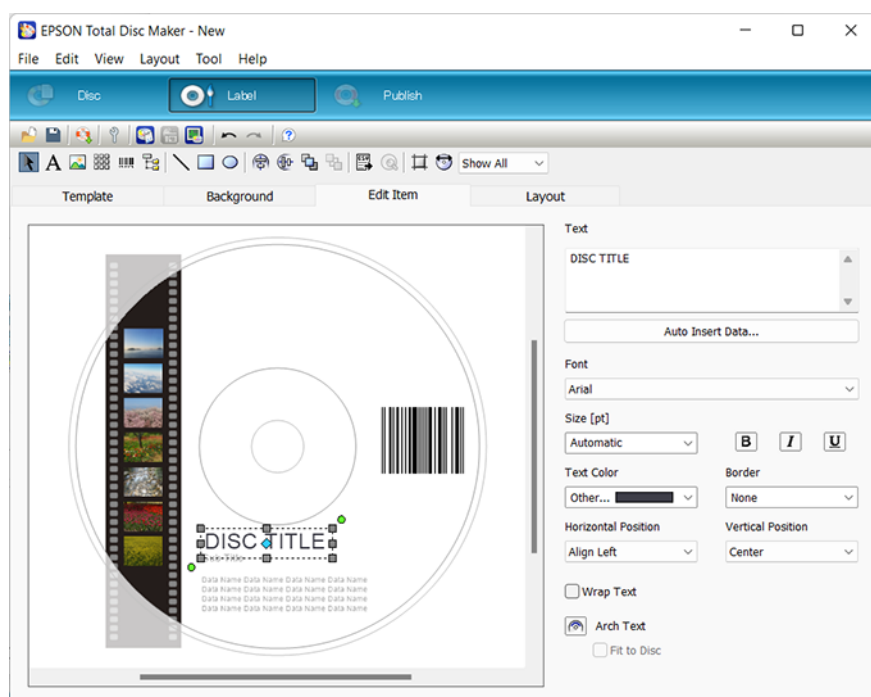 EPSON Total Disc Maker - New
File Edit View Layout Tool Help
Disc Label Publish
Show All
Template Background Edit Item Layout
Text
DISC TITLE
Auto Insert Data...
Font
Arial
Size [pt]
Automatic B I U
Text Color Border
Other... None
Horizontal Position Vertical Position
Align Left Center
Wrap Text
Arch Text
Fit to Disc
DISC TITLE
Data Name Data Name Data Name Data Name
Data Name Data Name Data Name Data Name
Data Name Data Name Data Name Data Name
Data Name Data Name Data Name Data Name